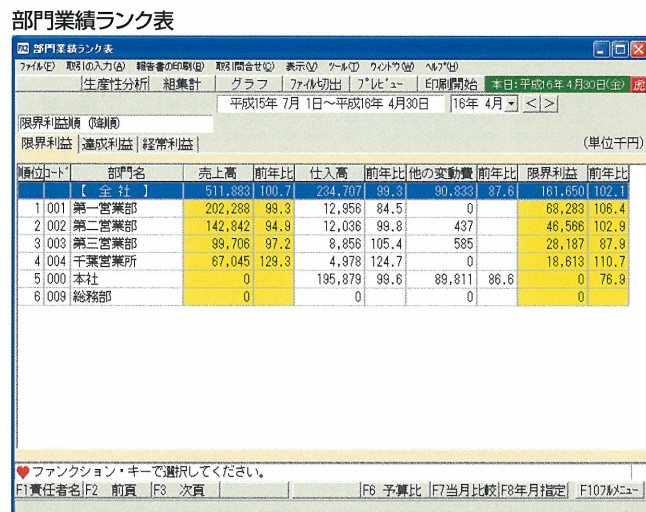 部門業績ランク表
部門業績ランク表
ファイル(F) 取引の入力(A) 報告書の印刷(R) 取引問合せ(C) 表示(V) ツール(T) ウィンドウ(W) ヘルプ(H)
生産性分析 組集計 グラフ ファイル切出 プレビュー 印刷開始 本日:平成16年 4月30日(金) 虎
平成15年 7月 1日～平成16年 4月30日 16年 4月 < >
限界利益順 (降順)
限界利益 達成利益 経常利益 (単位千円)
順位 コード 部門名 売上高 前年比 仕入高 前年比 他の変動費 前年比 限界利益 前年比
【 全 社 】 511,883 100.7 234,707 99.3 90,833 87.6 161,650 102.1
1 001 第一営業部 202,288 99.3 12,956 84.5 0 68,283 106.4
2 002 第二営業部 142,842 94.9 12,036 99.8 437 46,566 102.9
3 003 第三営業部 99,706 97.2 8,856 105.4 585 28,187 87.9
4 004 千葉営業所 67,045 129.3 4,978 124.7 0 18,613 110.7
5 000 本社 0 195,879 99.6 89,811 86.6 0 76.9
6 009 総務部 0 0 0 0
ファンクション・キーで選択してください。
F1責任者名 F2 前頁 F3 次頁 F6 予算比 F7当月比較 F8年月指定 F10フルメニュー